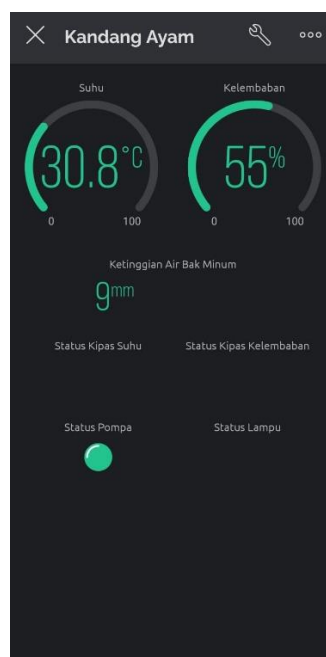 Kandang Ayam
Suhu Kelembaban
30.8°C 55%
0 100 0 100
Ketinggian Air Bak Minum
9mm
Status Kipas Suhu Status Kipas Kelembaban
Status Pompa Status Lampu